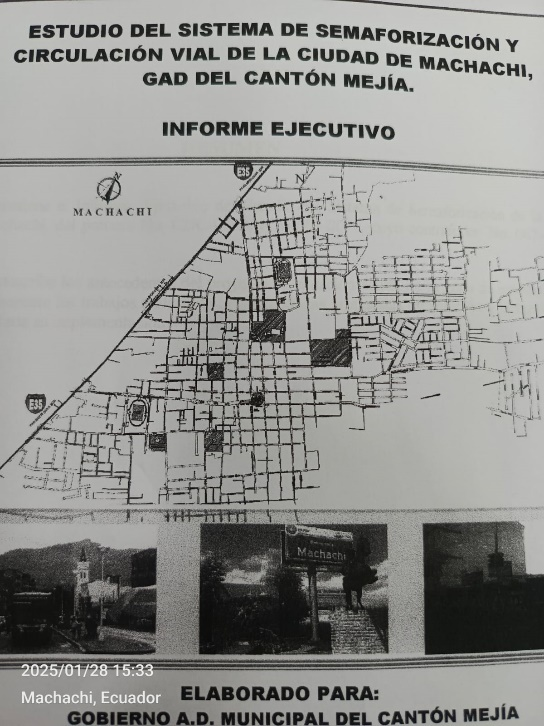 ESTUDIO DEL SISTEMA DE SEMAFORIZACIÓN Y
CIRCULACIÓN VIAL DE LA CIUDAD DE MACHACHI,
GAD DEL CANTÓN MEJÍA.
INFORME EJECUTIVO
E35
N
MACHACHI
E35
Machachi
2025/01/28 15:33
Machachi, Ecuador
ELABORADO PARA:
GOBIERNO A.D. MUNICIPAL DEL CANTÓN MEJÍA